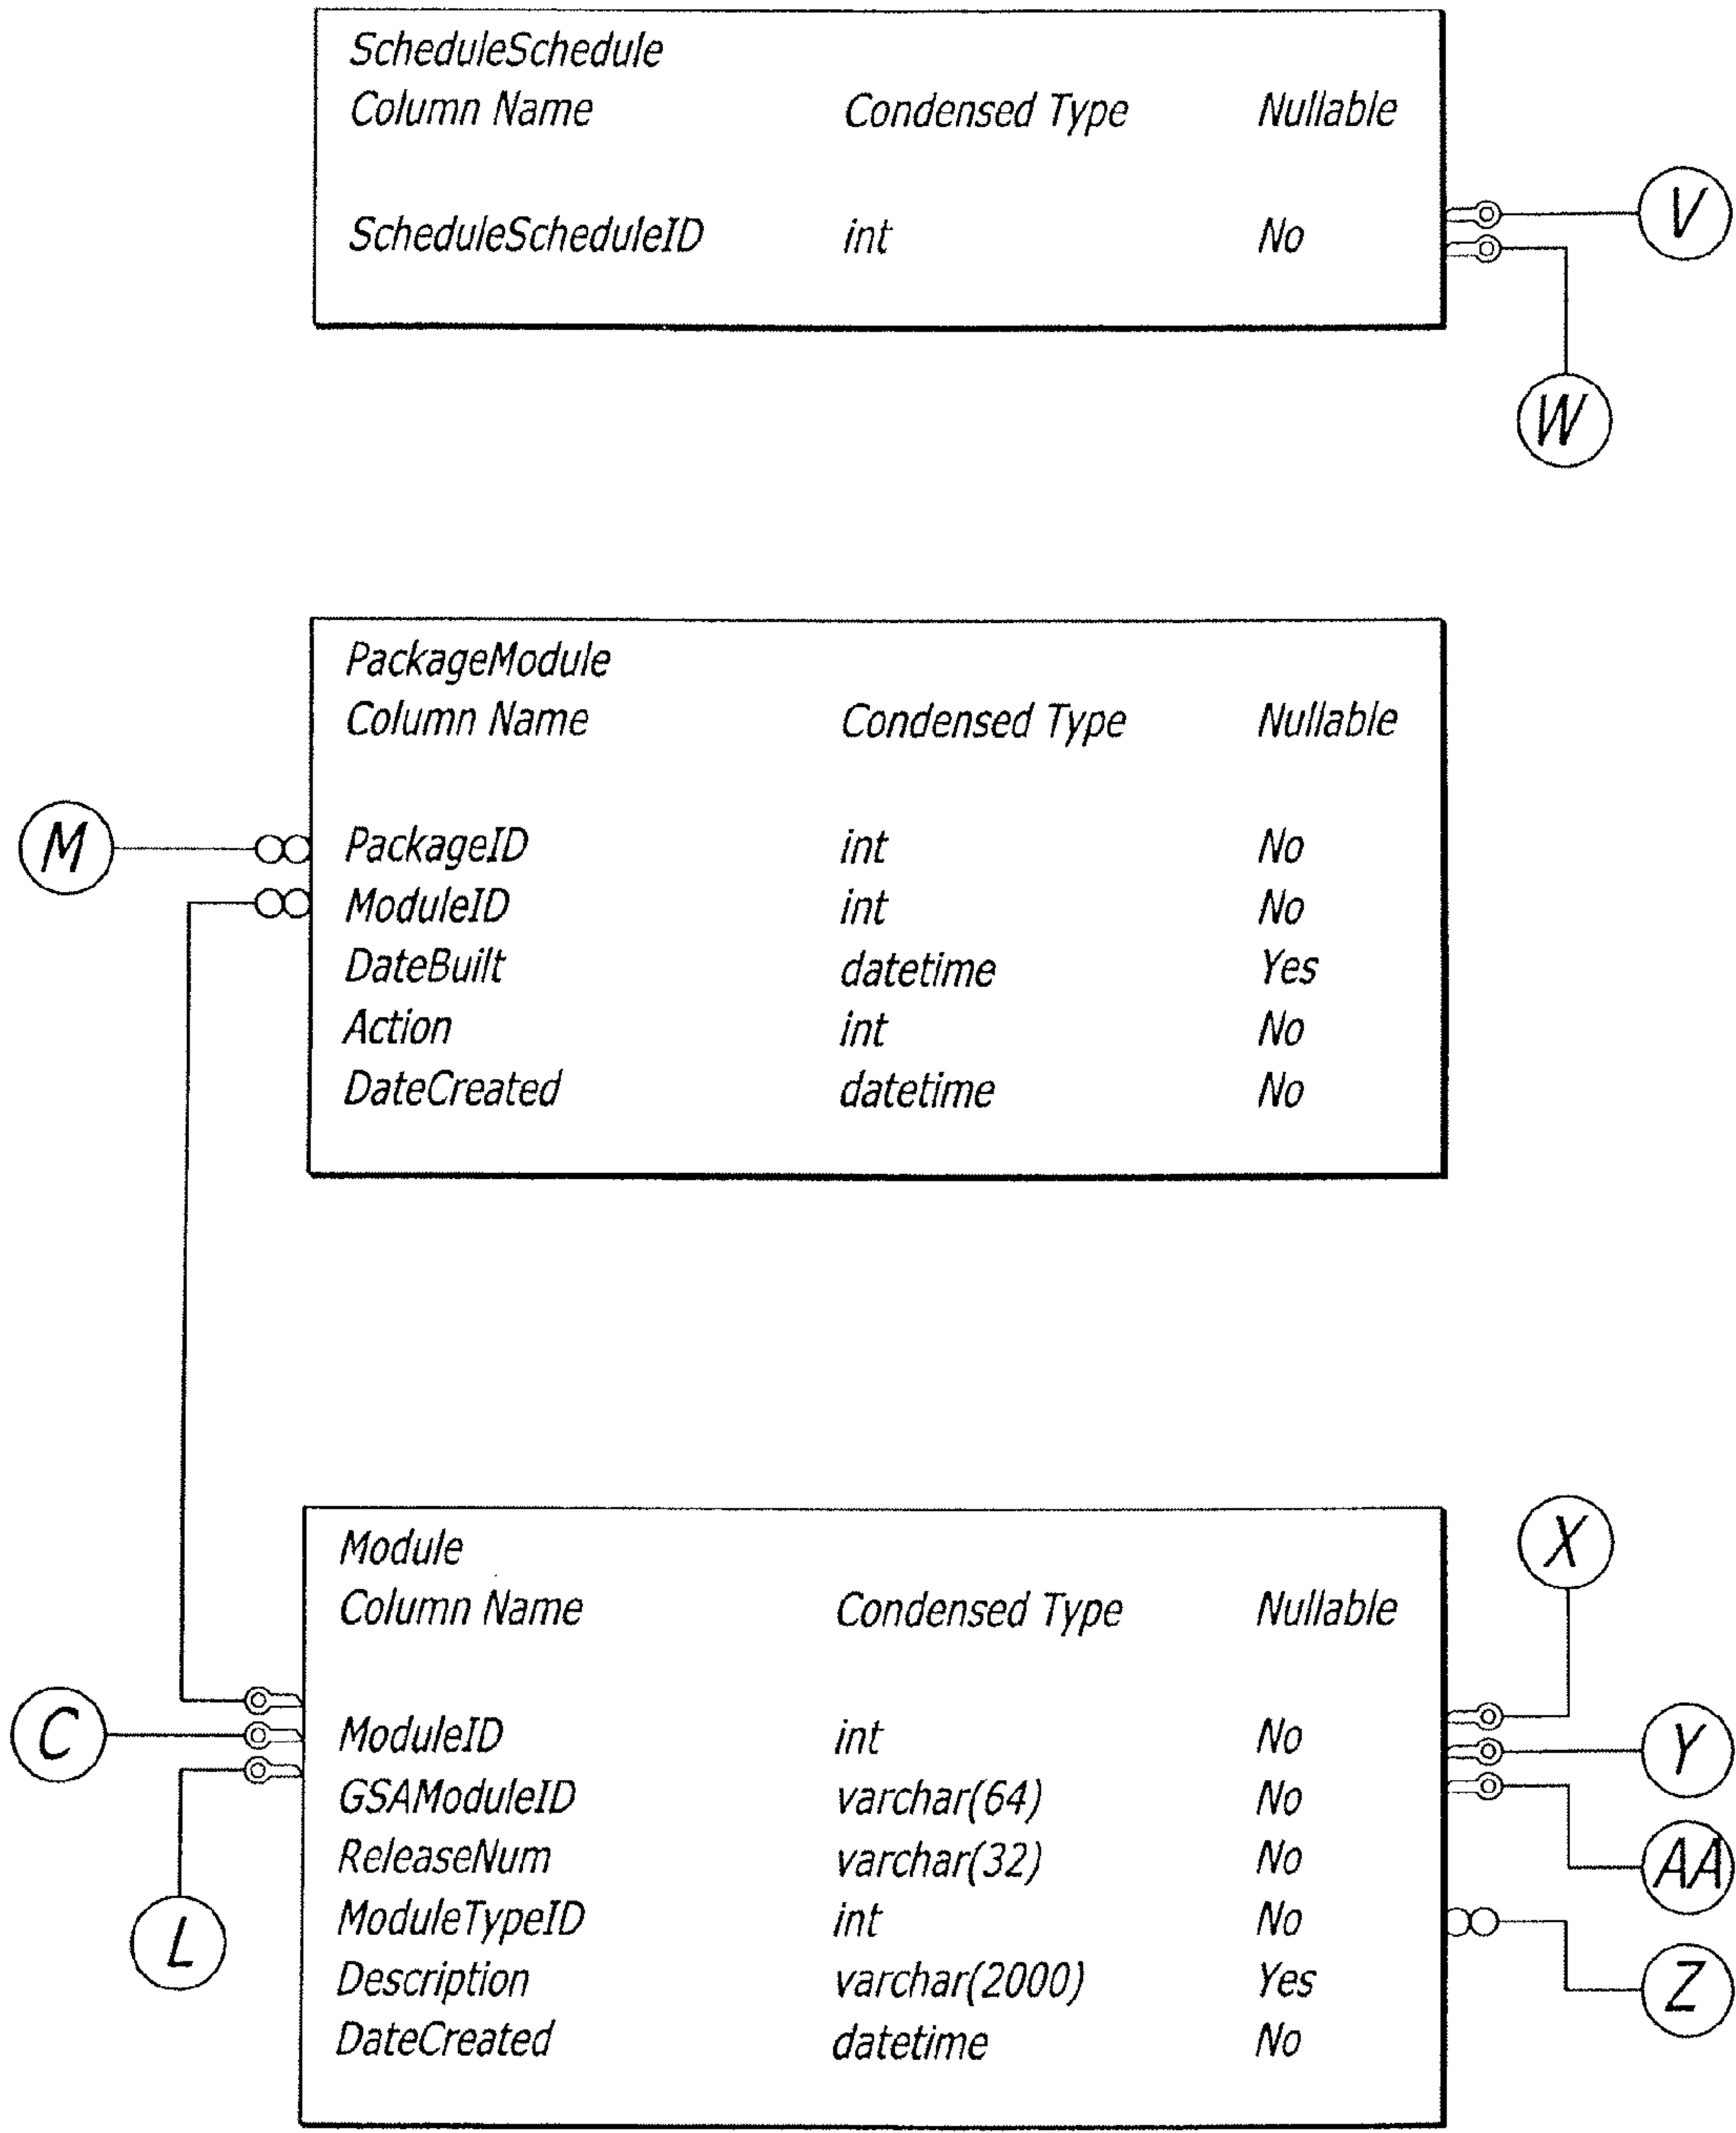 ScheduleSchedule
Column Name Condensed Type Nullable
ScheduleScheduleID int No
V
W
PackageModule
Column Name Condensed Type Nullable
M
PackageID int No
ModuleID int No
DateBuilt datetime Yes
Action int No
DateCreated datetime No
X
Module
Column Name Condensed Type Nullable
C
ModuleID int No
Y
GSAModuleID varchar(64) No
ReleaseNum varchar(32) No
AA
ModuleTypeID int No
L
Description varchar(2000) Yes
Z
DateCreated datetime No